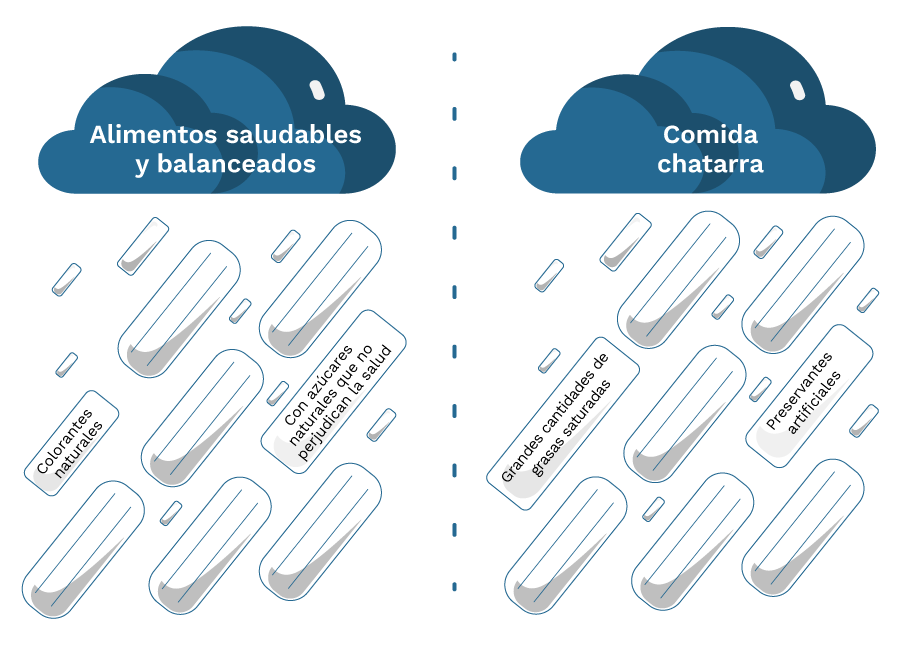 Alimentos saludables
y balanceados
Colorantes
naturales
Con azúcares
naturales que no
perjudican la salud
Comida
chatarra
Grandes cantidades de
grasas saturadas
Preservantes
artificiales